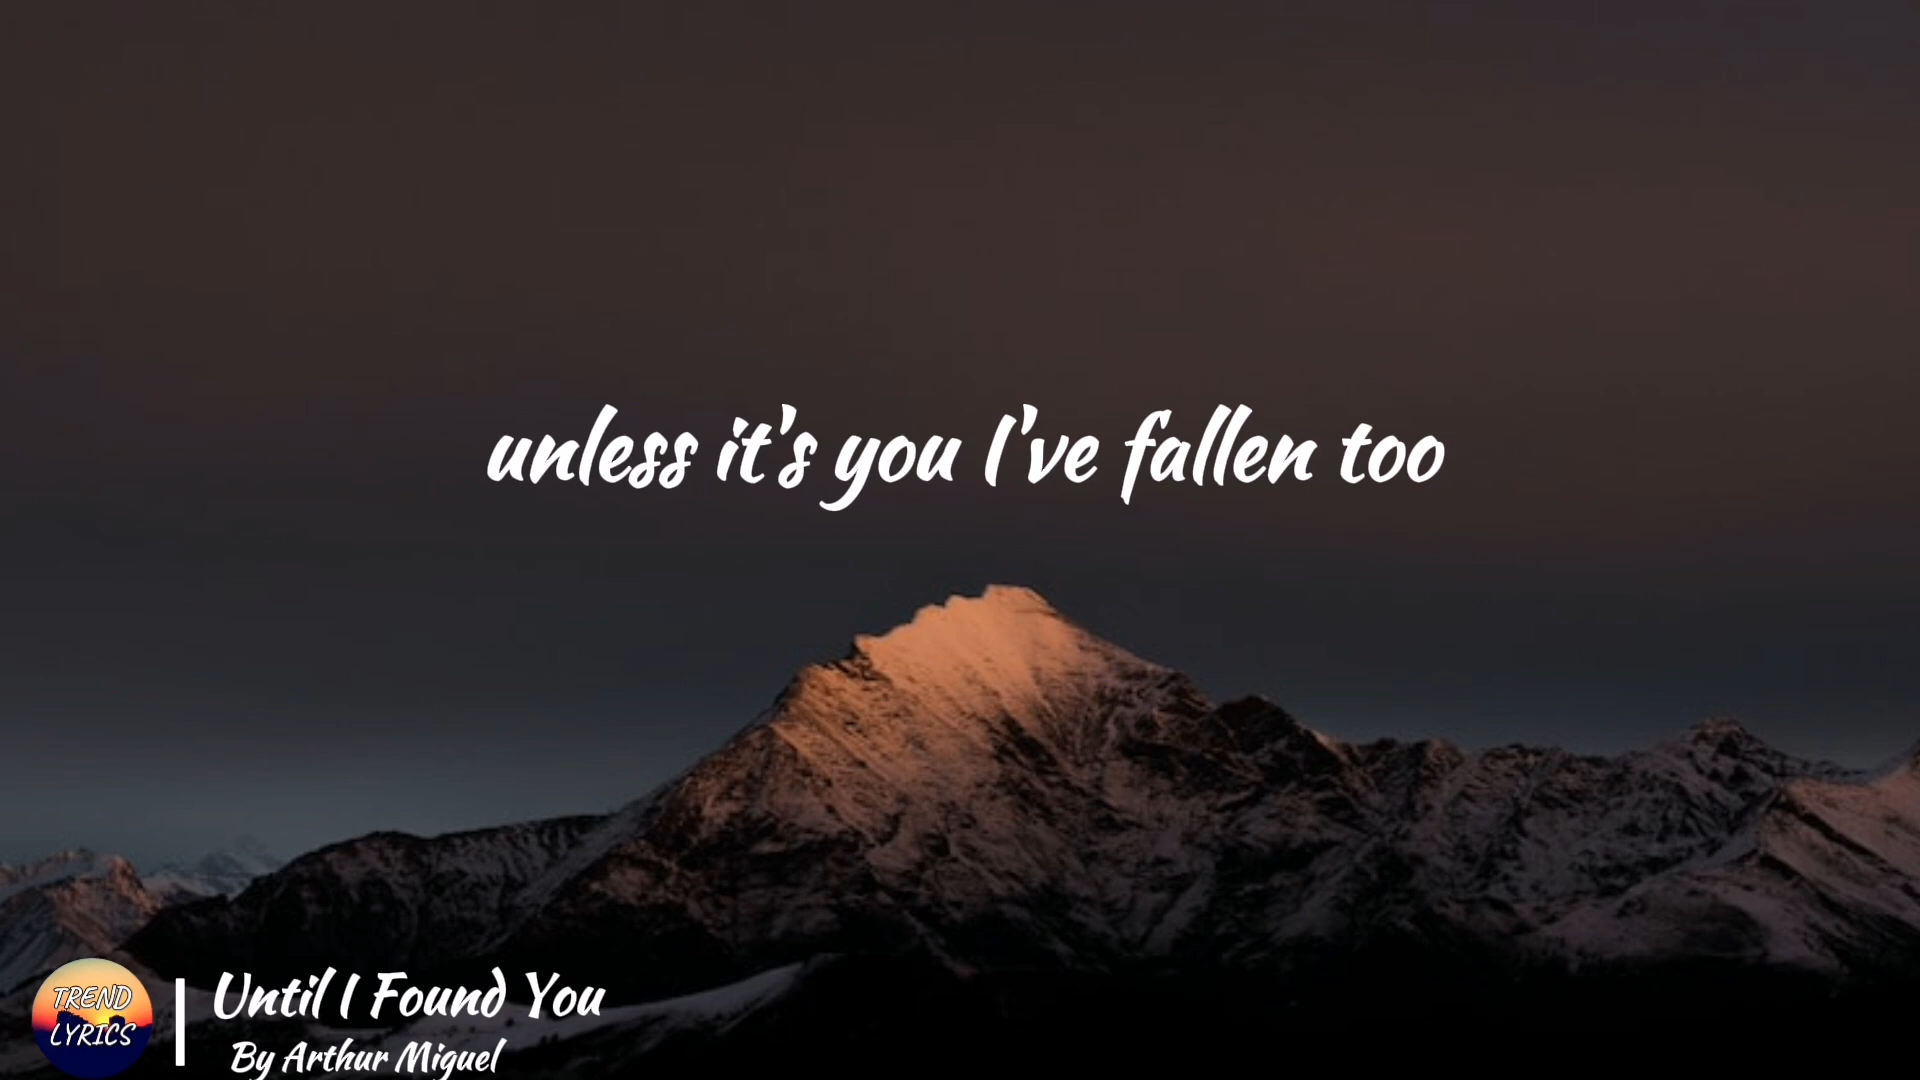 unless it's you I've fallen too
TREND
LYRICS
Until I Found You
By Arthur Miguel